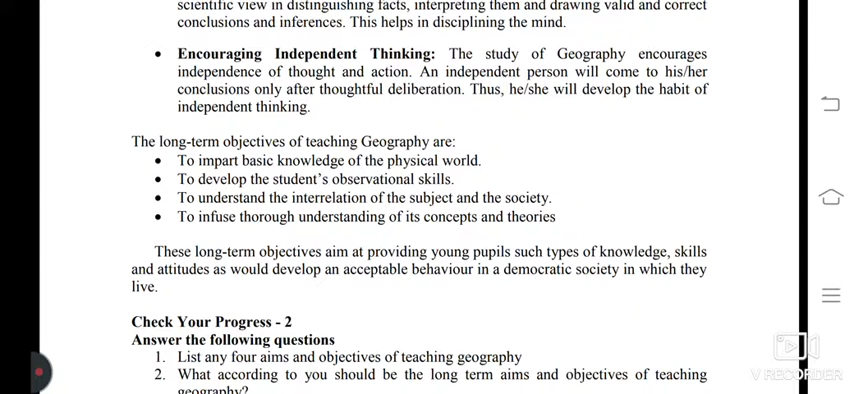 scientific view in distinguishing facts, interpreting them and drawing valid and correct
conclusions and inferences. This helps in disciplining the mind.
• Encouraging Independent Thinking: The study of Geography encourages
independence of thought and action. An independent person will come to his/her
conclusions only after thoughtful deliberation. Thus, he/she will develop the habit of
independent thinking.
The long-term objectives of teaching Geography are:
• To impart basic knowledge of the physical world.
• To develop the student's observational skills.
• To understand the interrelation of the subject and the society.
• To infuse thorough understanding of its concepts and theories
These long-term objectives aim at providing young pupils such types of knowledge, skills
and attitudes as would develop an acceptable behaviour in a democratic society in which they
live.
Check Your Progress - 2
Answer the following questions
1. List any four aims and objectives of teaching geography
2. What according to you should be the long term aims and objectives of teaching
geography?
V RECORDER